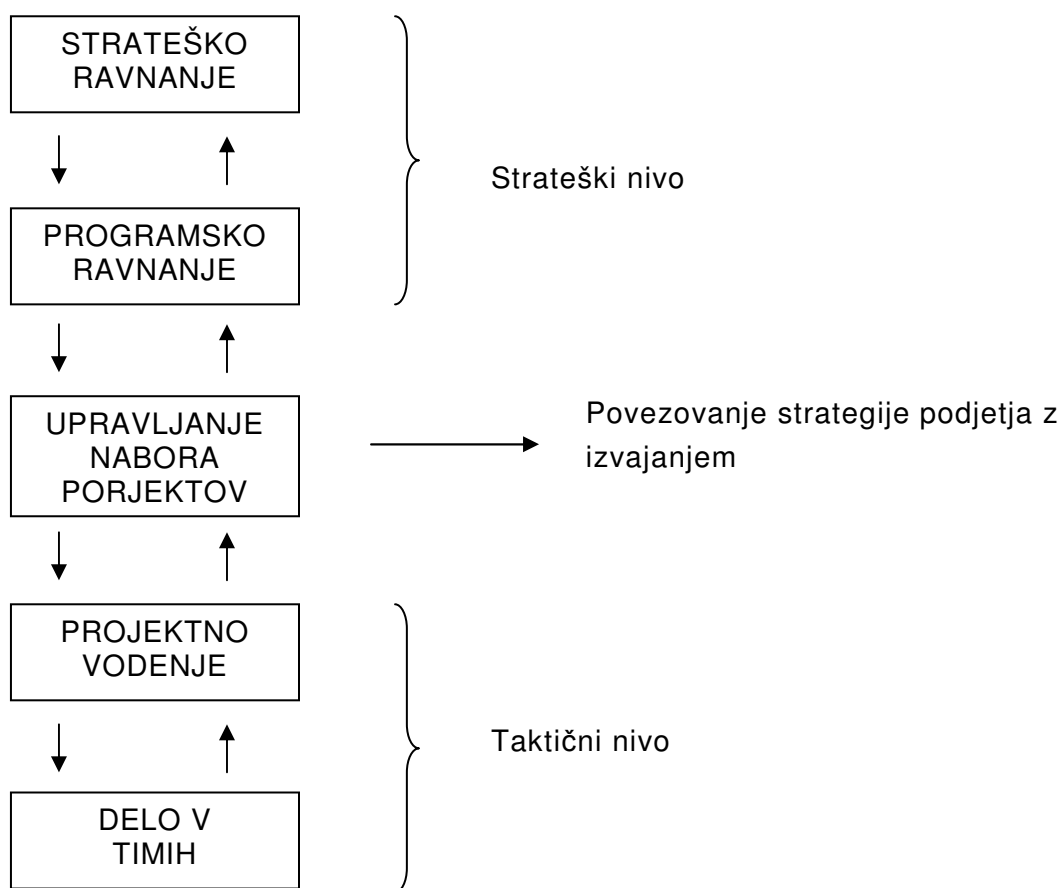 STRATEŠKO
RAVNANJE
Strateški nivo
PROGRAMSKO
RAVNANJE
UPRAVLJANJE
NABORA
PORJEKTOV
Povezovanje strategije podjetja z
izvajanjem
PROJEKTNO
VODENJE
Taktični nivo
DELO V
TIMIH